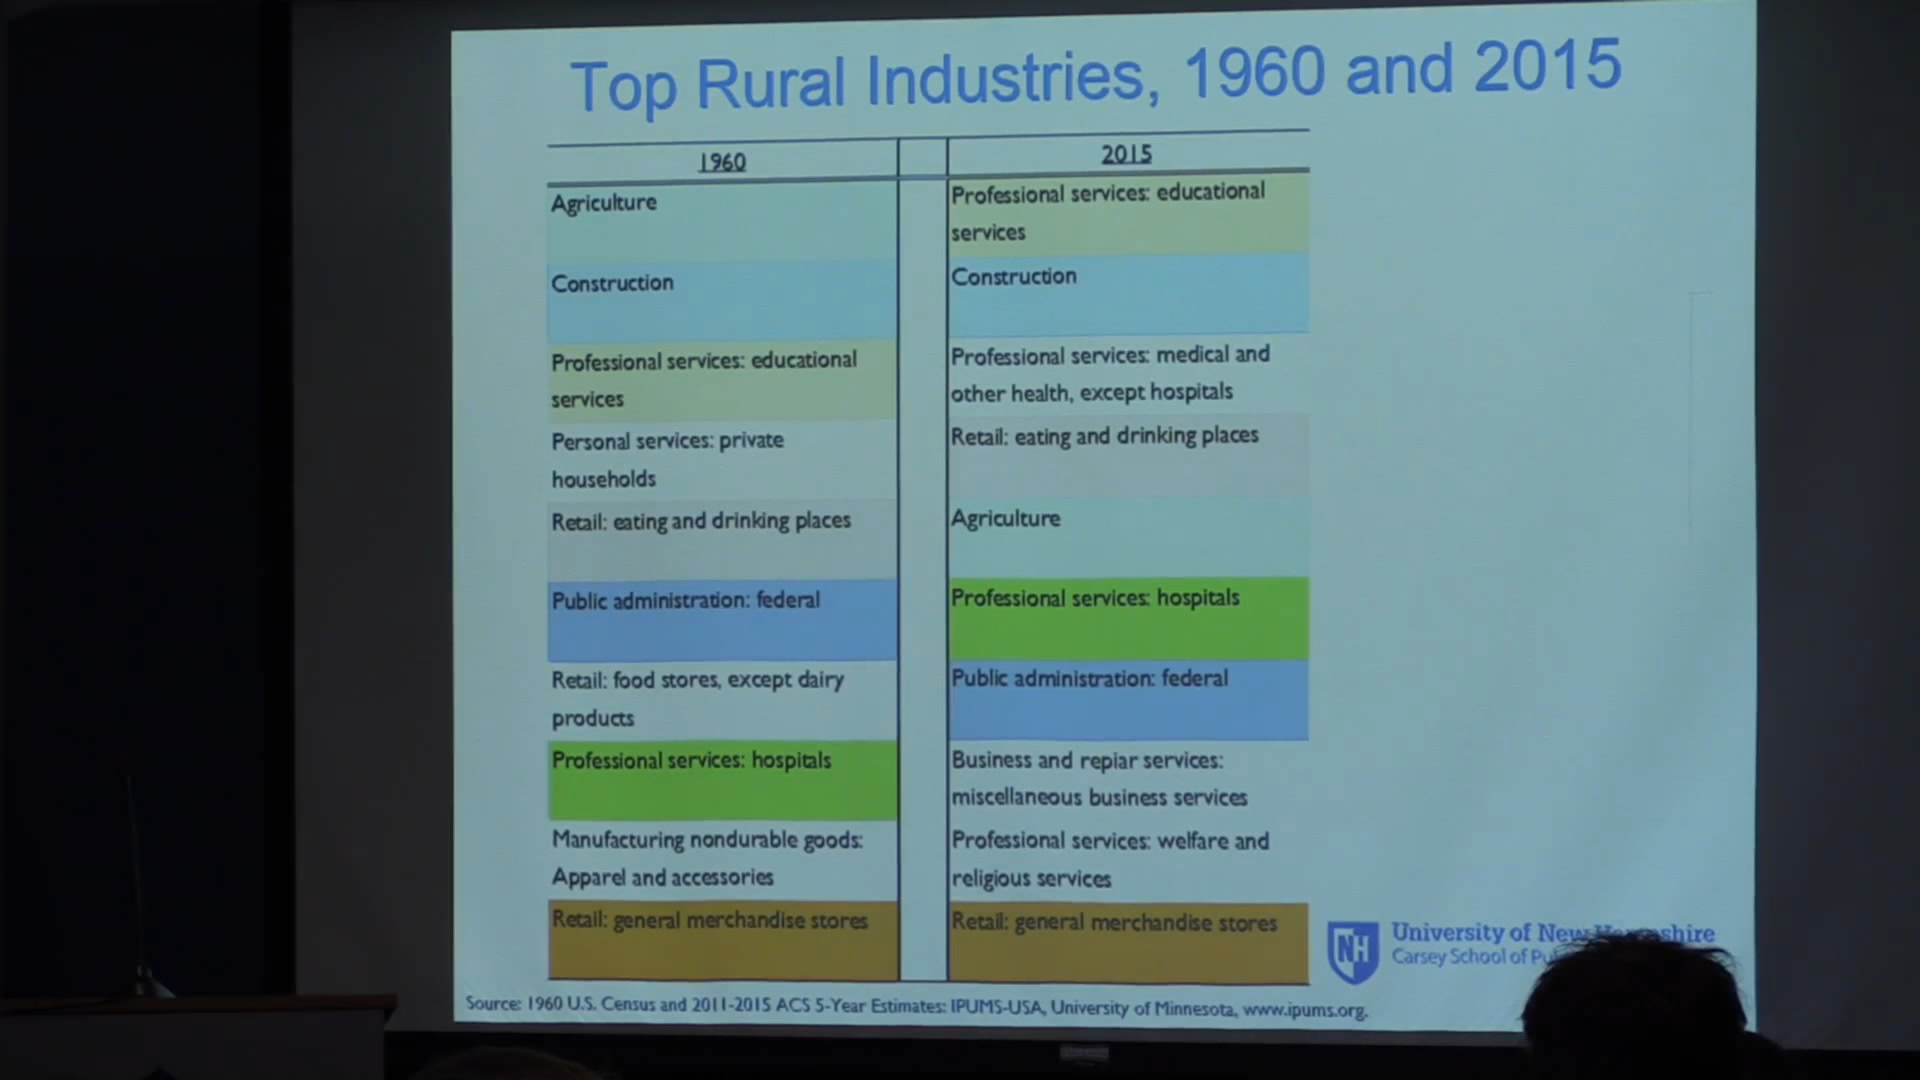 Top Rural Industries, 1960 and 2015
1960
Agriculture
Construction
Professional services: educational
services
Personal services: private
households
Retail: eating and drinking places
Public administration: federal
Retail: food stores, except dairy
products
Professional services: hospitals
Manufacturing nondurable goods:
Apparel and accessories
Retail: general merchandise stores
2015
Professional services: educational
services
Construction
Professional services: medical and
other health, except hospitals
Retail: eating and drinking places
Agriculture
Professional services: hospitals
Public administration: federal
Business and repiar services:
miscellaneous business services
Professional services: welfare and
religious services
Retail: general merchandise stores
NH
University of New
Carsey School of
Source: 1960 U.S. Census and 2011-2015 ACS 5-Year Estimates: IPUMS-USA, University of Minnesota, www.ipums.org.